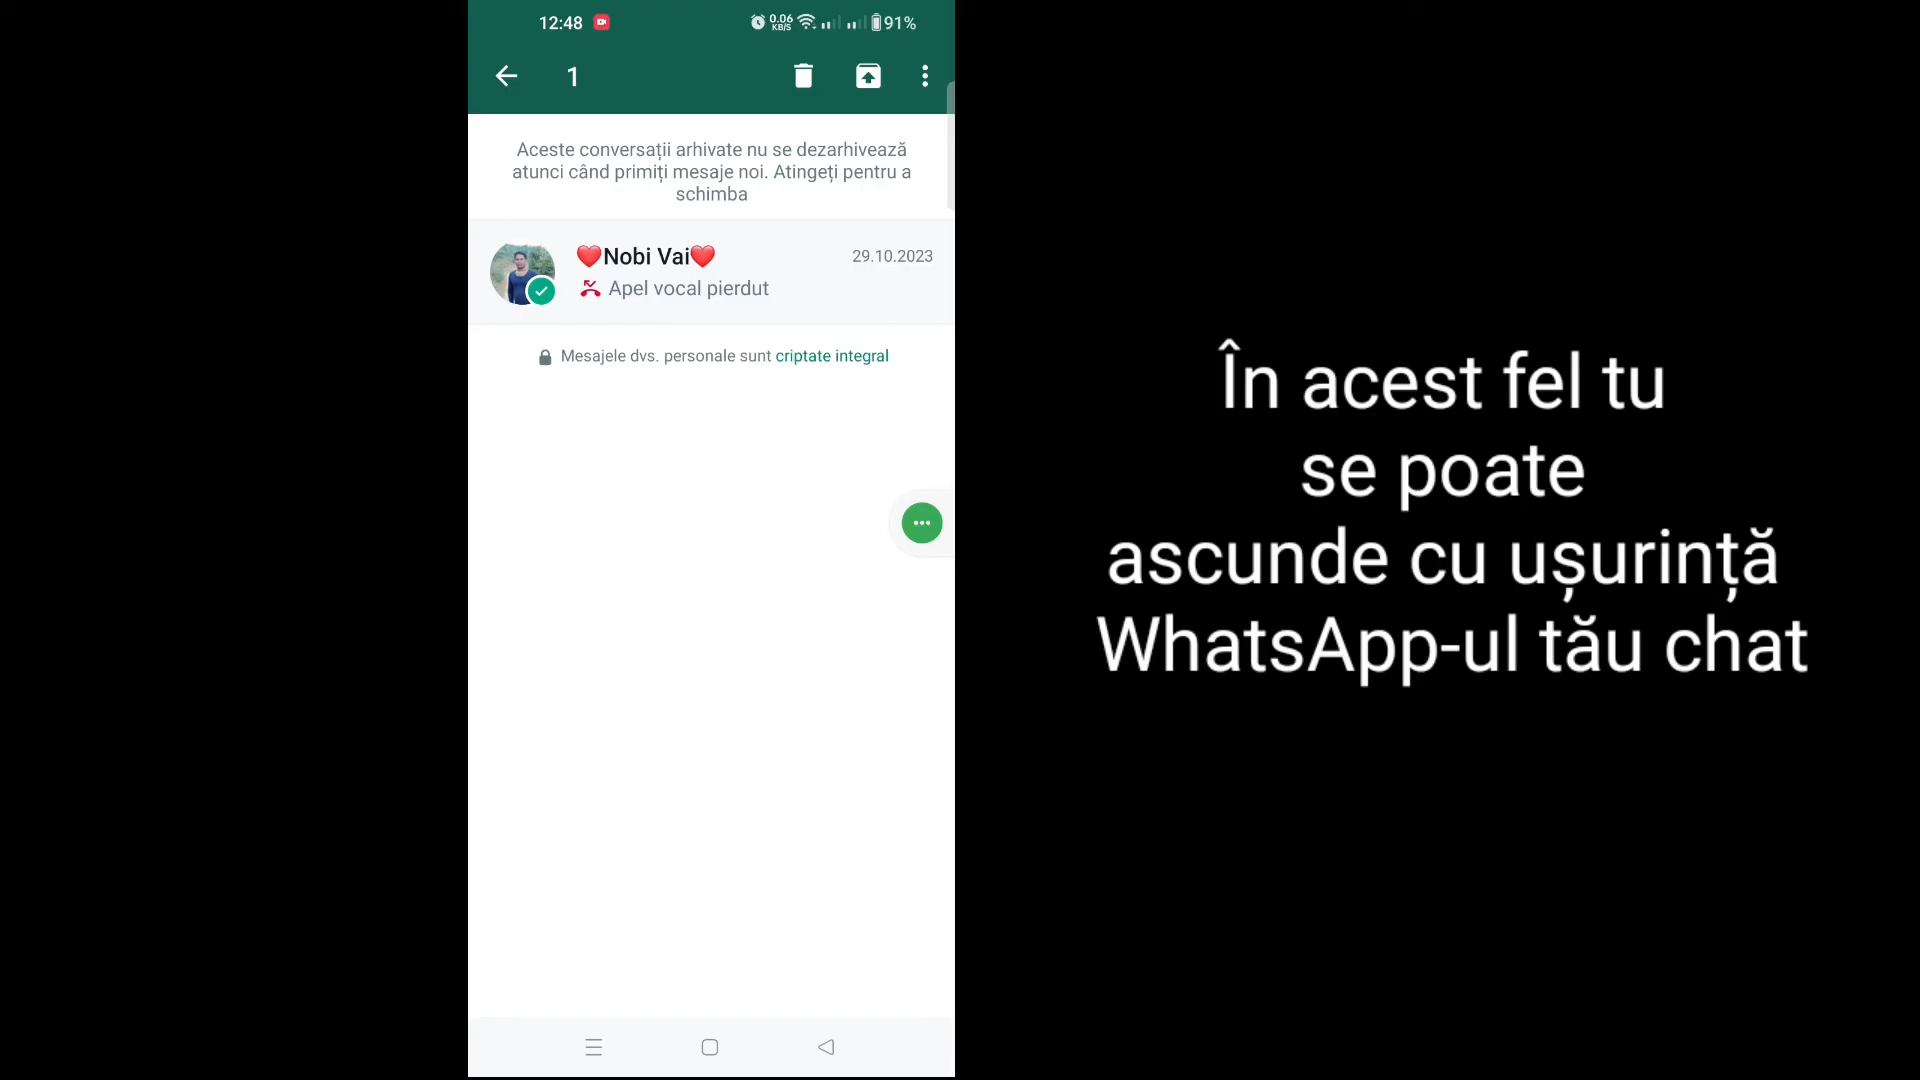 12:48
0.06
KB/S
91%
1
Aceste conversații arhivate nu se dezarhivează
atunci când primiți mesaje noi. Atingeți pentru a
schimba
❤️Nobi Vai❤️
29.10.2023
Apel vocal pierdut
Mesajele dvs. personale sunt criptate integral
În acest fel tu
se poate
ascunde cu ușurință
WhatsApp-ul tău chat